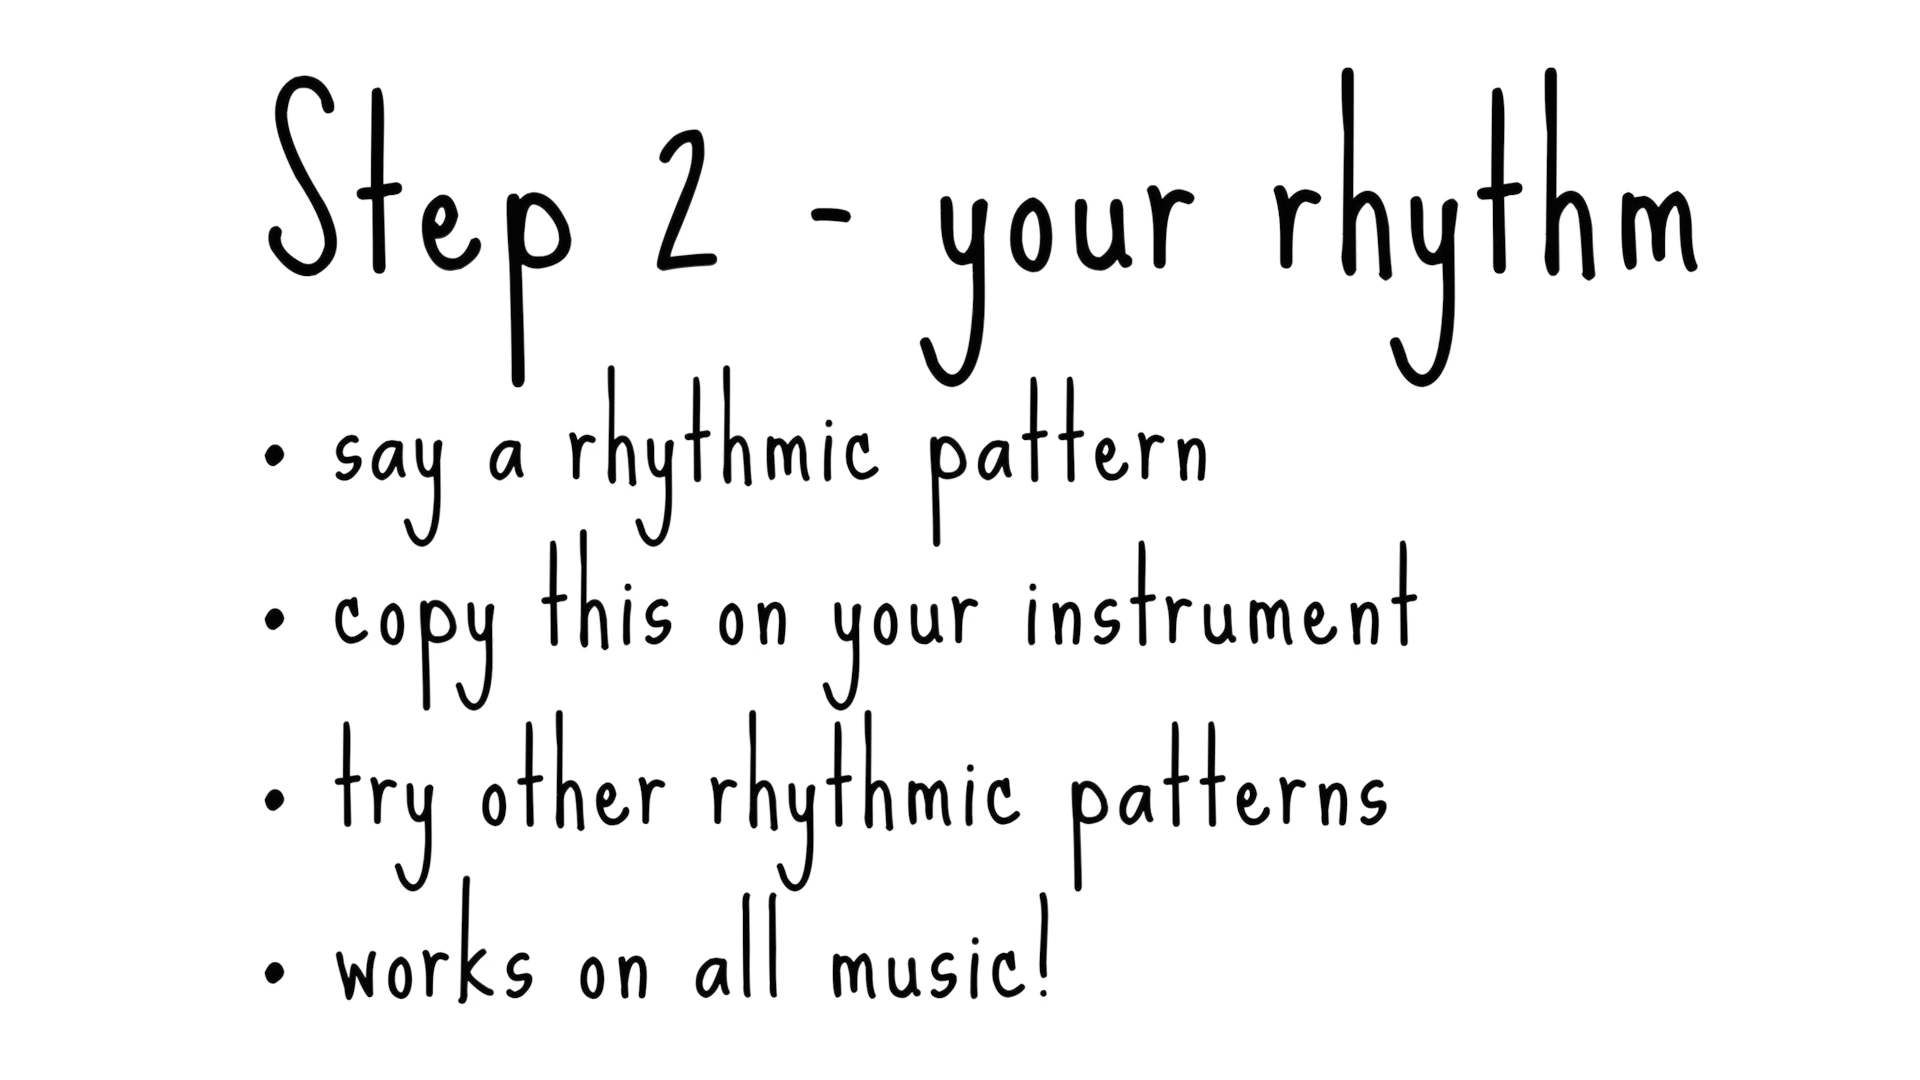 Step 2 - your rhythm
• say a rhythmic pattern
• copy this on your instrument
• try other rhythmic patterns
• works on all music!